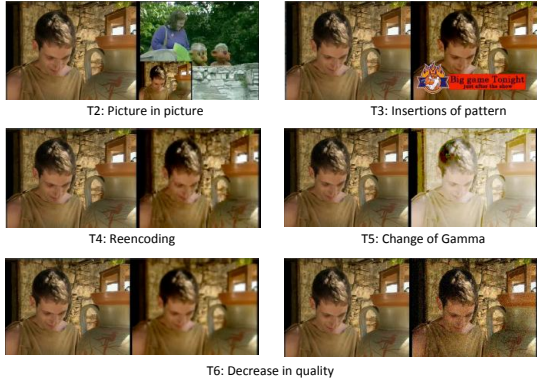 Big game Tonight
just after the show
T2: Picture in picture
T3: Insertions of pattern
T4: Reencoding
T5: Change of Gamma
T6: Decrease in quality